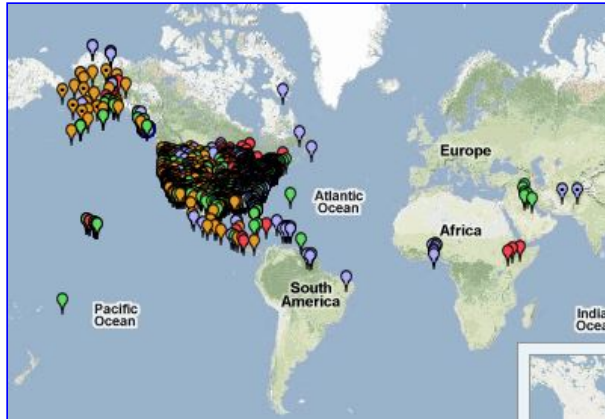 Europe
Atlantic
Ocean
Africa
South
America
Pacific
Ocean
India
Ocea